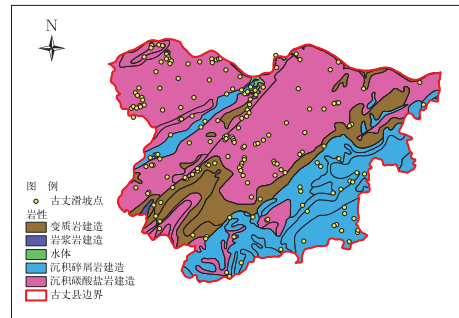 N
图 例
古丈滑坡点
岩性
变质岩建造
岩浆岩建造
水体
沉积碎屑岩建造
沉积碳酸盐岩建造
古丈县边界